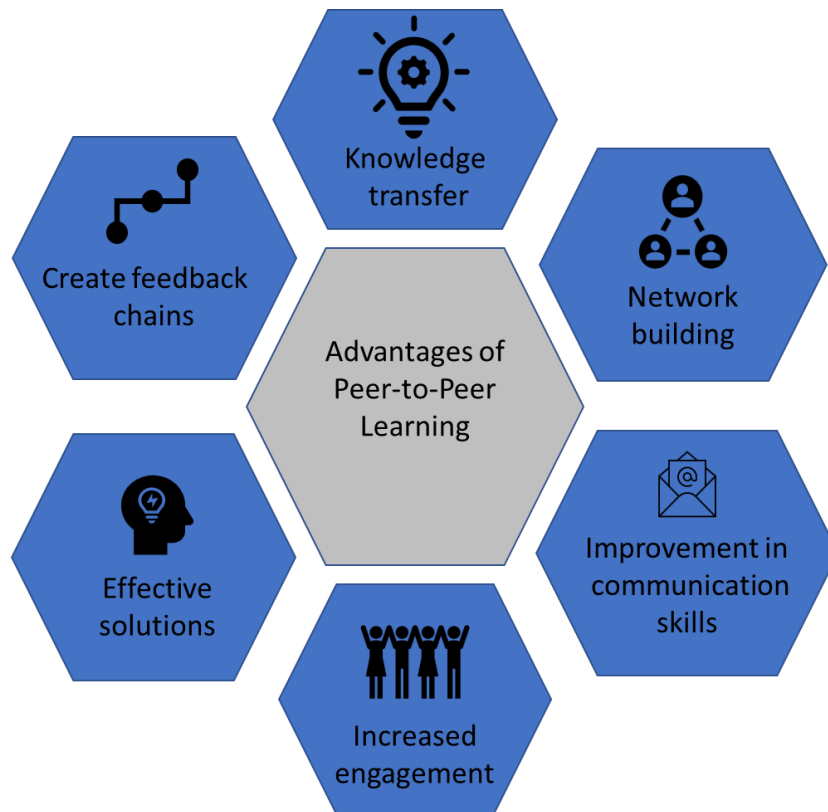 Knowledge
transfer
Create feedback
chains
Network
building
Advantages of
Peer-to-Peer
Learning
Effective
solutions
@
Improvement in
communication
skills
Increased
engagement